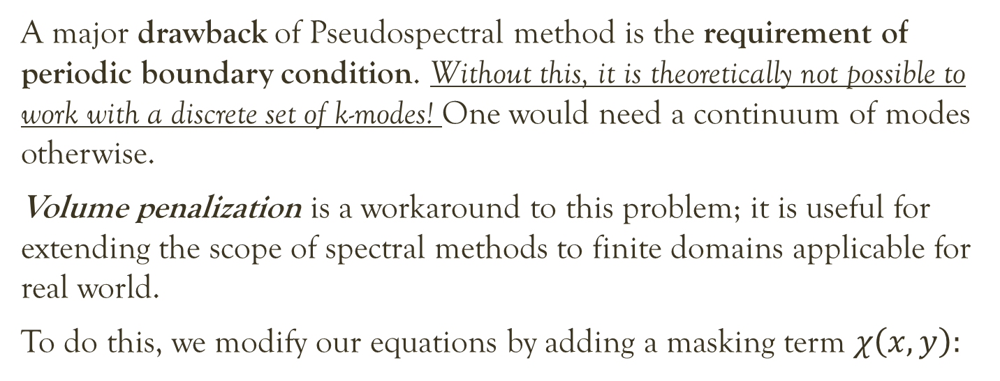 A major drawback of Pseudospectral method is the requirement of
periodic boundary condition. Without this, it is theoretically not possible to
work with a discrete set of k-modes! One would need a continuum of modes
otherwise.
Volume penalization is a workaround to this problem; it is useful for
extending the scope of spectral methods to finite domains applicable for
real world.
To do this, we modify our equations by adding a masking term χ(x, y):